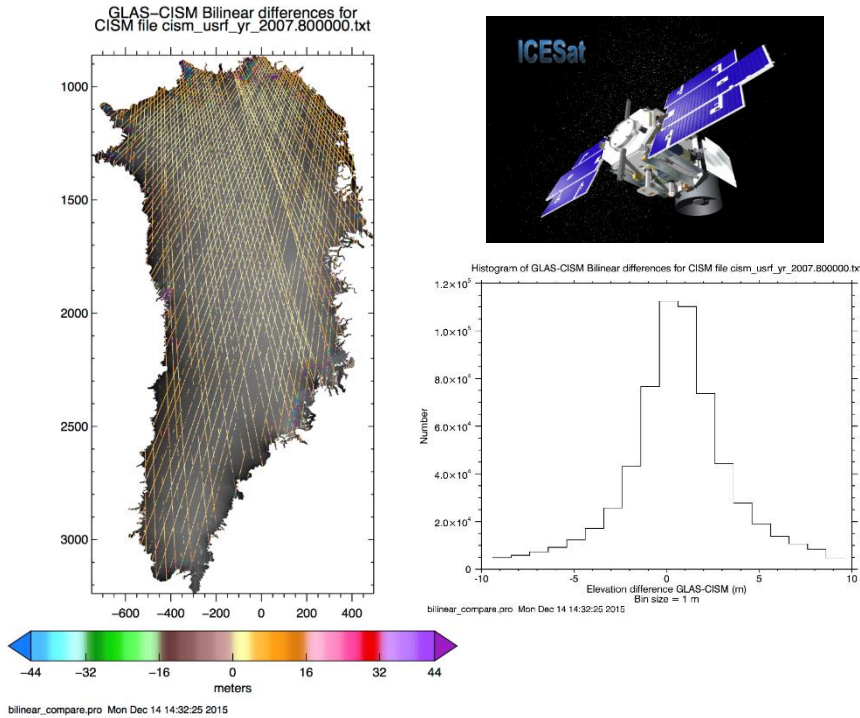 GLAS-CISM Bilinear differences for
CISM file cism_usrf_yr_2007.800000.txt
1000
1500
2000
2500
3000
-600 -400 -200 0 200 400
-44 -32 -16 0 16 32 44
meters
bilinear_compare.pro Mon Dec 14 14:32:25 2015
ICESat
Histogram of GLAS-CISM Bilinear differences for CISM file cism_usrf_yr_2007.800000.tx
1.2×10⁵
1.0×10⁵
8.0×10⁴
6.0×10⁴
4.0×10⁴
2.0×10⁴
0
Number
-10 -5 0 5 10
Elevation difference GLAS-CISM (m)
Bin size = 1 m
bilinear_compare.pro Mon Dec 14 14:32:25 2015